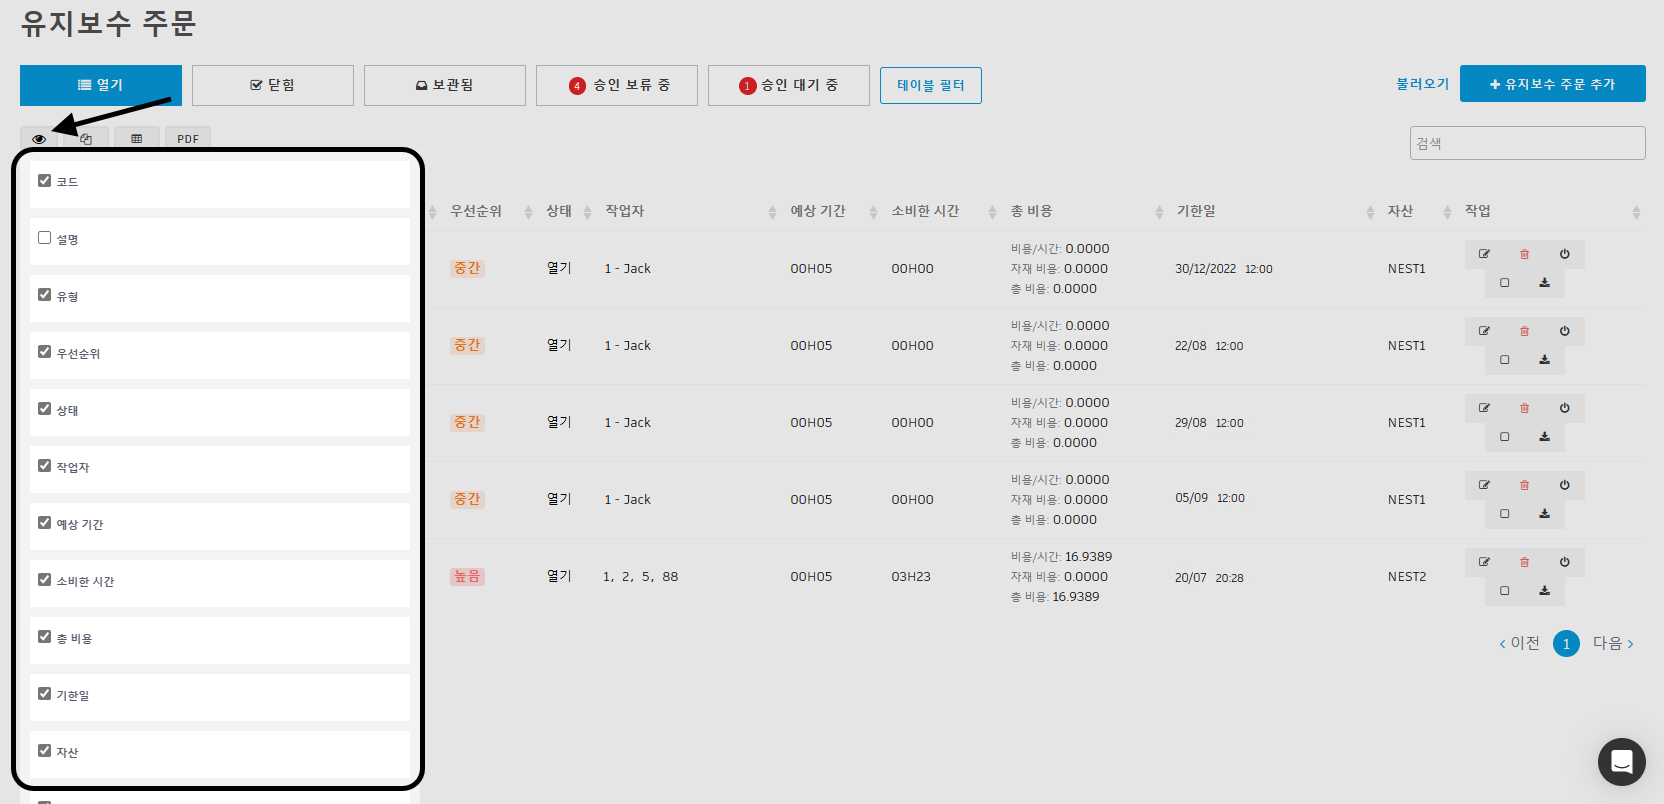 유지보수 주문
열기
닫힘
보관됨
4 승인 보류 중
1 승인 대기 중
테이블 필터
불러오기
유지보수 주문 추가
PDF
검색
코드
설명
유형
우선순위
상태
작업자
예상 기간
소비한 시간
총 비용
기한일
자산
우선순위 상태 작업자 예상 기간 소비한 시간 총 비용 기한일 자산 작업
중간 열기 1 - Jack 00H05 00H00 비용/시간: 0.0000
자재 비용: 0.0000
총 비용: 0.0000
30/12/2022 12:00 NEST1
중간 열기 1 - Jack 00H05 00H00 비용/시간: 0.0000
자재 비용: 0.0000
총 비용: 0.0000
22/08 12:00 NEST1
중간 열기 1 - Jack 00H05 00H00 비용/시간: 0.0000
자재 비용: 0.0000
총 비용: 0.0000
29/08 12:00 NEST1
중간 열기 1 - Jack 00H05 00H00 비용/시간: 0.0000
자재 비용: 0.0000
총 비용: 0.0000
05/09 12:00 NEST1
높음 열기 1, 2, 5, 88 00H05 03H23 비용/시간: 16.9389
자재 비용: 0.0000
총 비용: 16.9389
20/07 20:28 NEST2
이전 1 다음